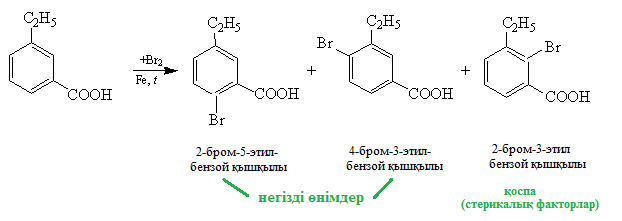 C₂H₅
COOH
+Br₂
Fe, t
C₂H₅
COOH
Br
+
C₂H₅
Br
COOH
+
C₂H₅
Br
COOH
2-бром-5-этил-
бензой қышқылы
4-бром-3-этил-
бензой қышқылы
2-бром-3-этил
бензой қышқылы
негізді өнімдер
қоспа
(стерикалық факторлар)